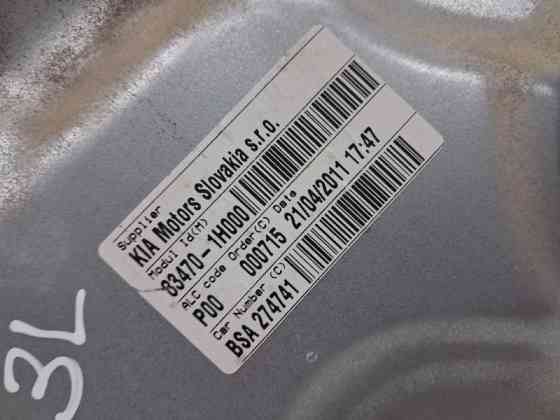 Supplier
KIA Motors Slovakia s.r.o.
Modul Id(M)
83470-1H000
ALC code Order(C) Date
P00 000715 21/04/2011 17:47
Car Number (C)
BSA 274741
3L